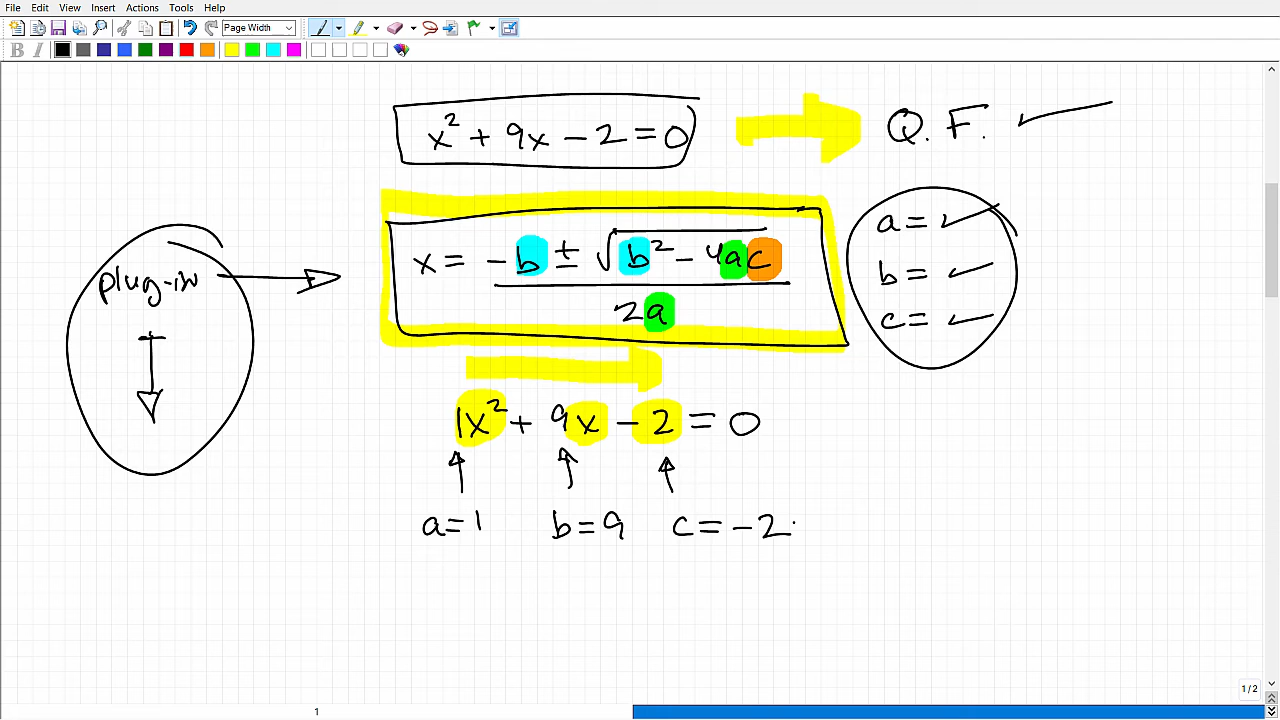 File Edit View Insert Actions Tools Help
Page Width
B I
x² + 9x − 2 = 0
Q. F. ✓
x = −b ± √b² − 4ac
2a
a = ✓
b = ✓
c = ✓
plug-in
1x² + 9x − 2 = 0
a = 1 b = 9 c = −2
1/2
1